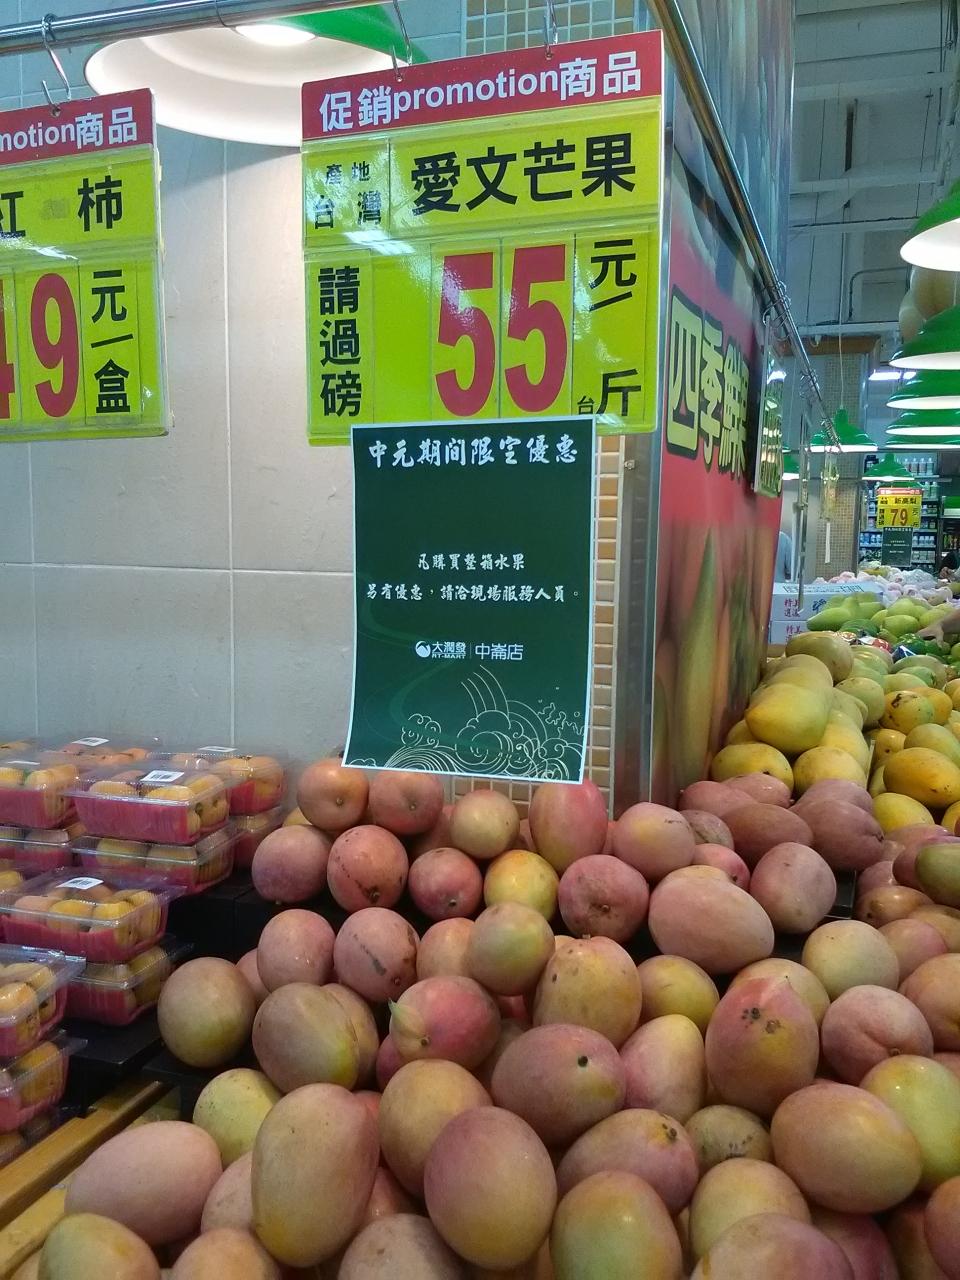 motion商品
紅 柿
49
元
/
盒
促銷promotion商品
產地
台灣
愛文芒果
請過磅
55
元
/
台斤
中元期間限定優惠
凡購買整箱水果
另有優惠，請洽現場服務人員。
大潤發 中崙店
RT-MART
四季鮮果
79